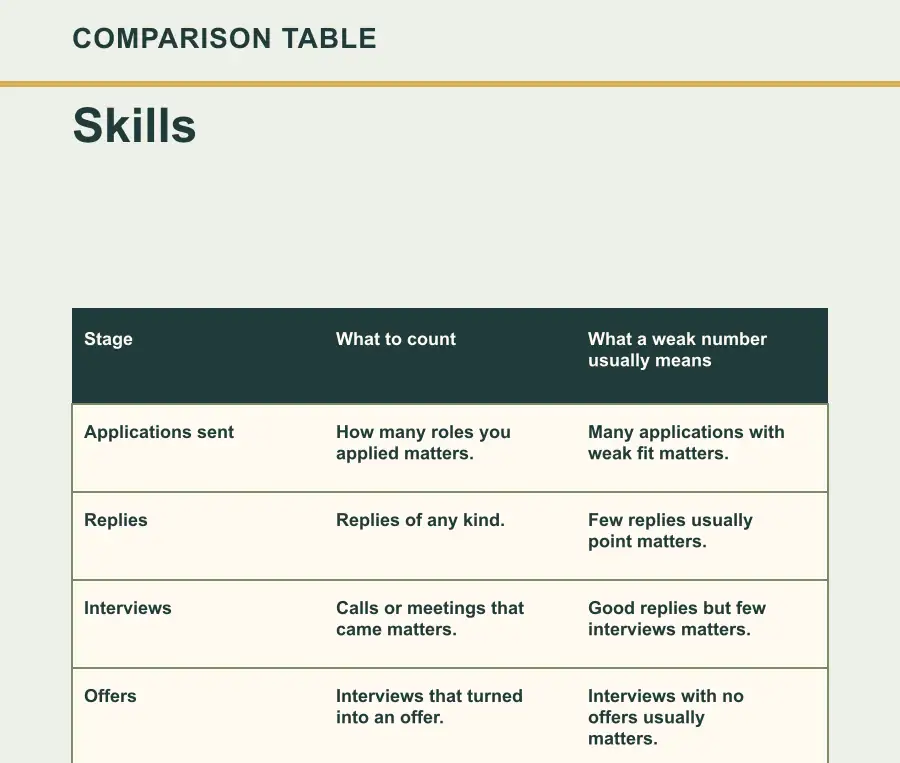 COMPARISON TABLE
Skills
Stage
What to count
What a weak number
usually means
Applications sent
How many roles you
applied matters.
Many applications with
weak fit matters.
Replies
Replies of any kind.
Few replies usually
point matters.
Interviews
Calls or meetings that
came matters.
Good replies but few
interviews matters.
Offers
Interviews that turned
into an offer.
Interviews with no
offers usually
matters.